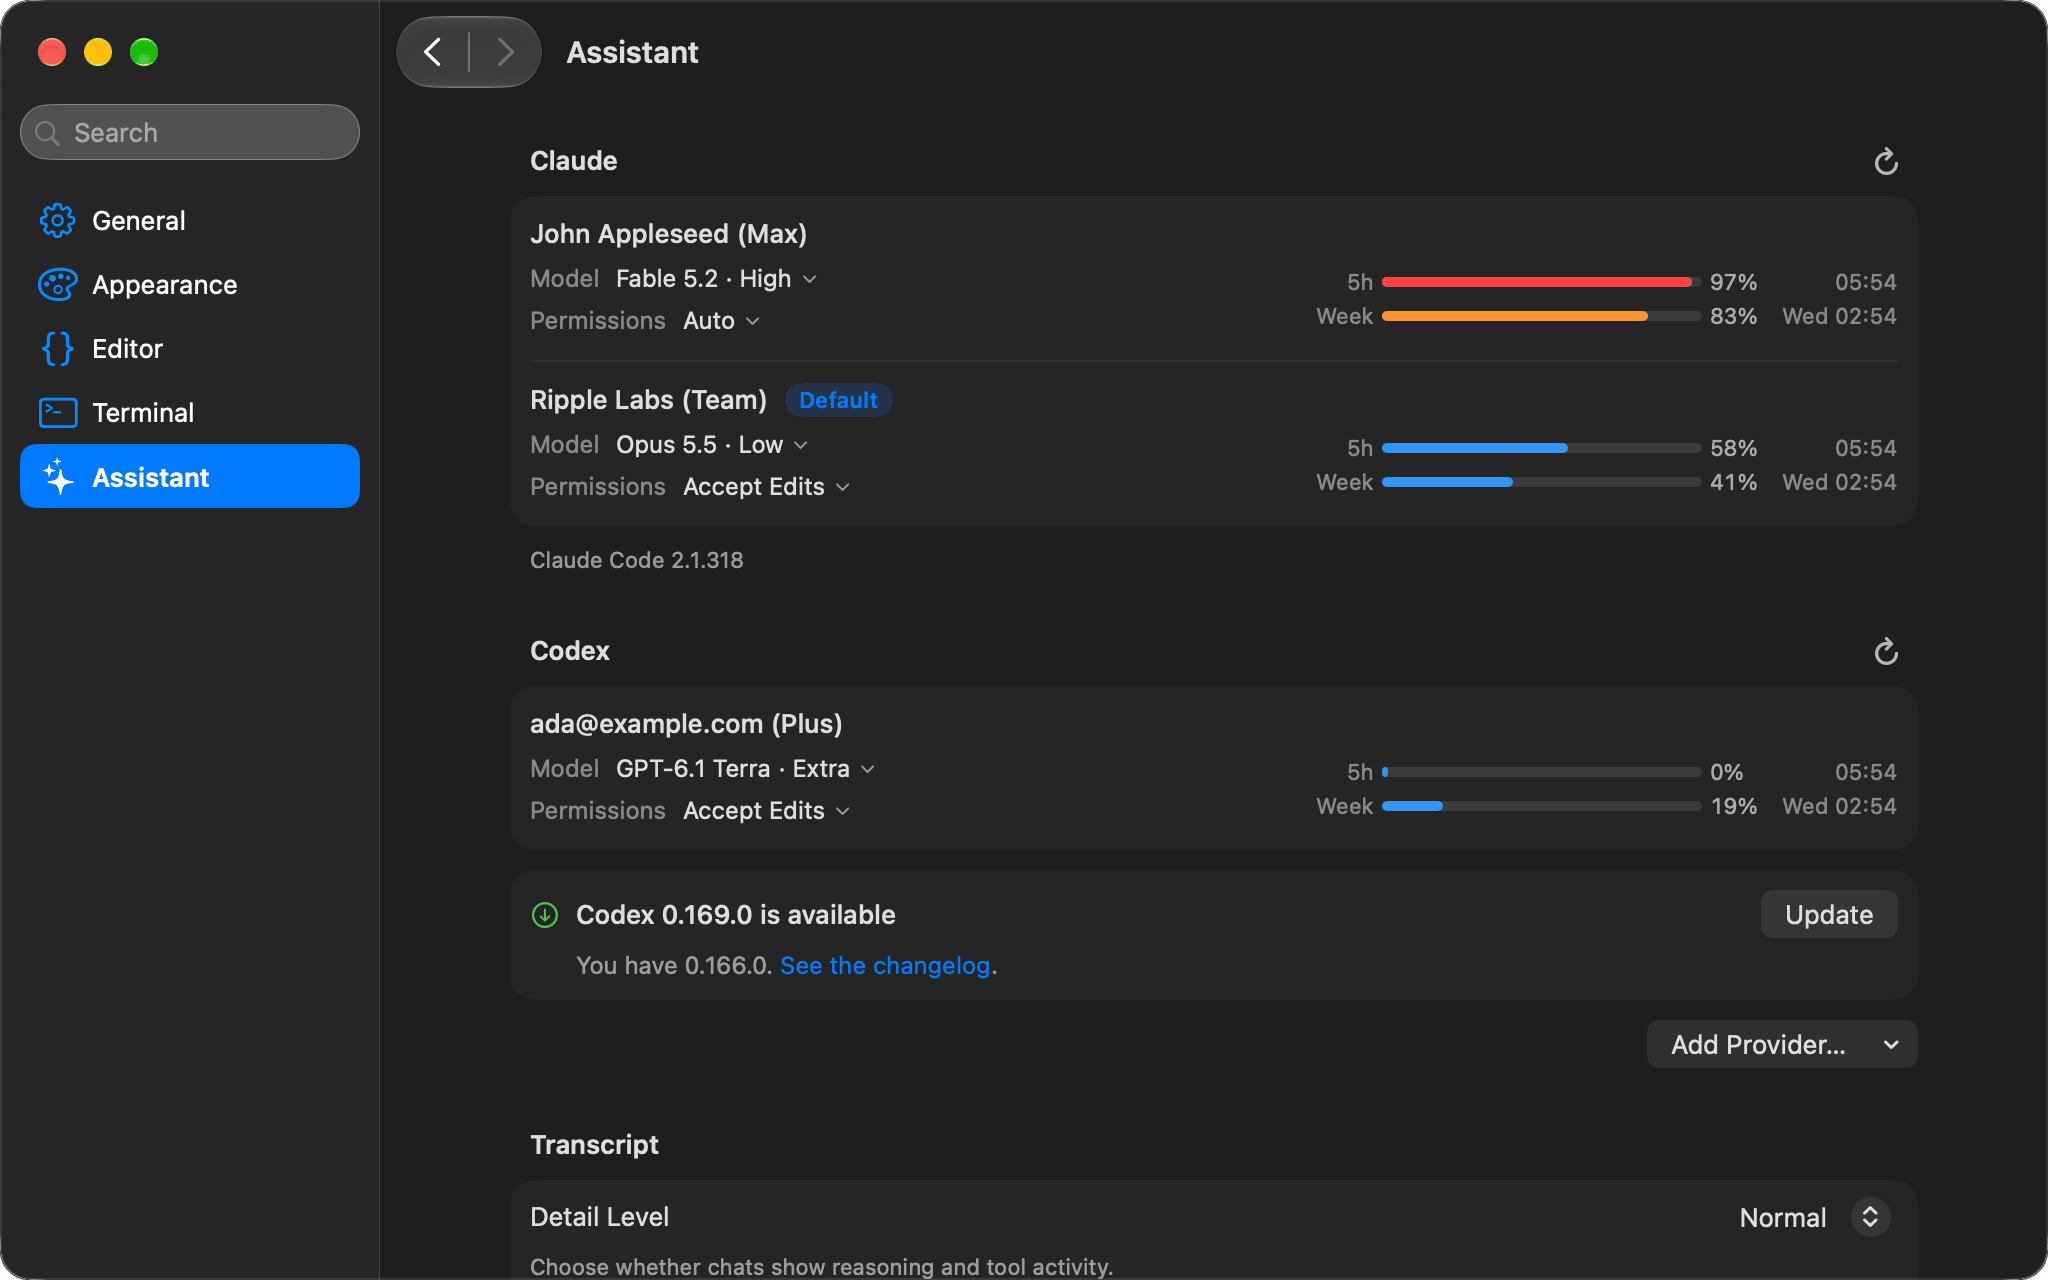 Assistant
Search
General
Appearance
Editor
Terminal
Assistant
Claude
John Appleseed (Max)
Model Fable 5.2 · High
Permissions Auto
5h 97% 05:54
Week 83% Wed 02:54
Ripple Labs (Team) Default
Model Opus 5.5 · Low
Permissions Accept Edits
5h 58% 05:54
Week 41% Wed 02:54
Claude Code 2.1.318
Codex
ada@example.com (Plus)
Model GPT-6.1 Terra · Extra
Permissions Accept Edits
5h 0% 05:54
Week 19% Wed 02:54
Codex 0.169.0 is available
Update
You have 0.166.0. See the changelog.
Add Provider...
Transcript
Detail Level
Normal
Choose whether chats show reasoning and tool activity.